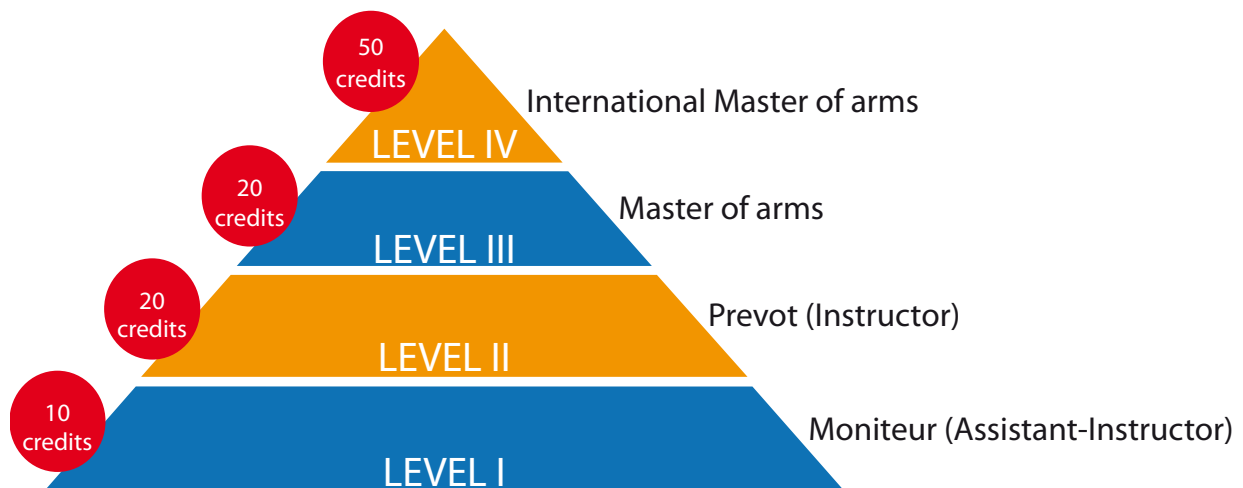 50
credits
International Master of arms
LEVEL IV
20
credits
Master of arms
LEVEL III
20
credits
Prevot (Instructor)
LEVEL II
10
credits
Moniteur (Assistant-Instructor)
LEVEL I